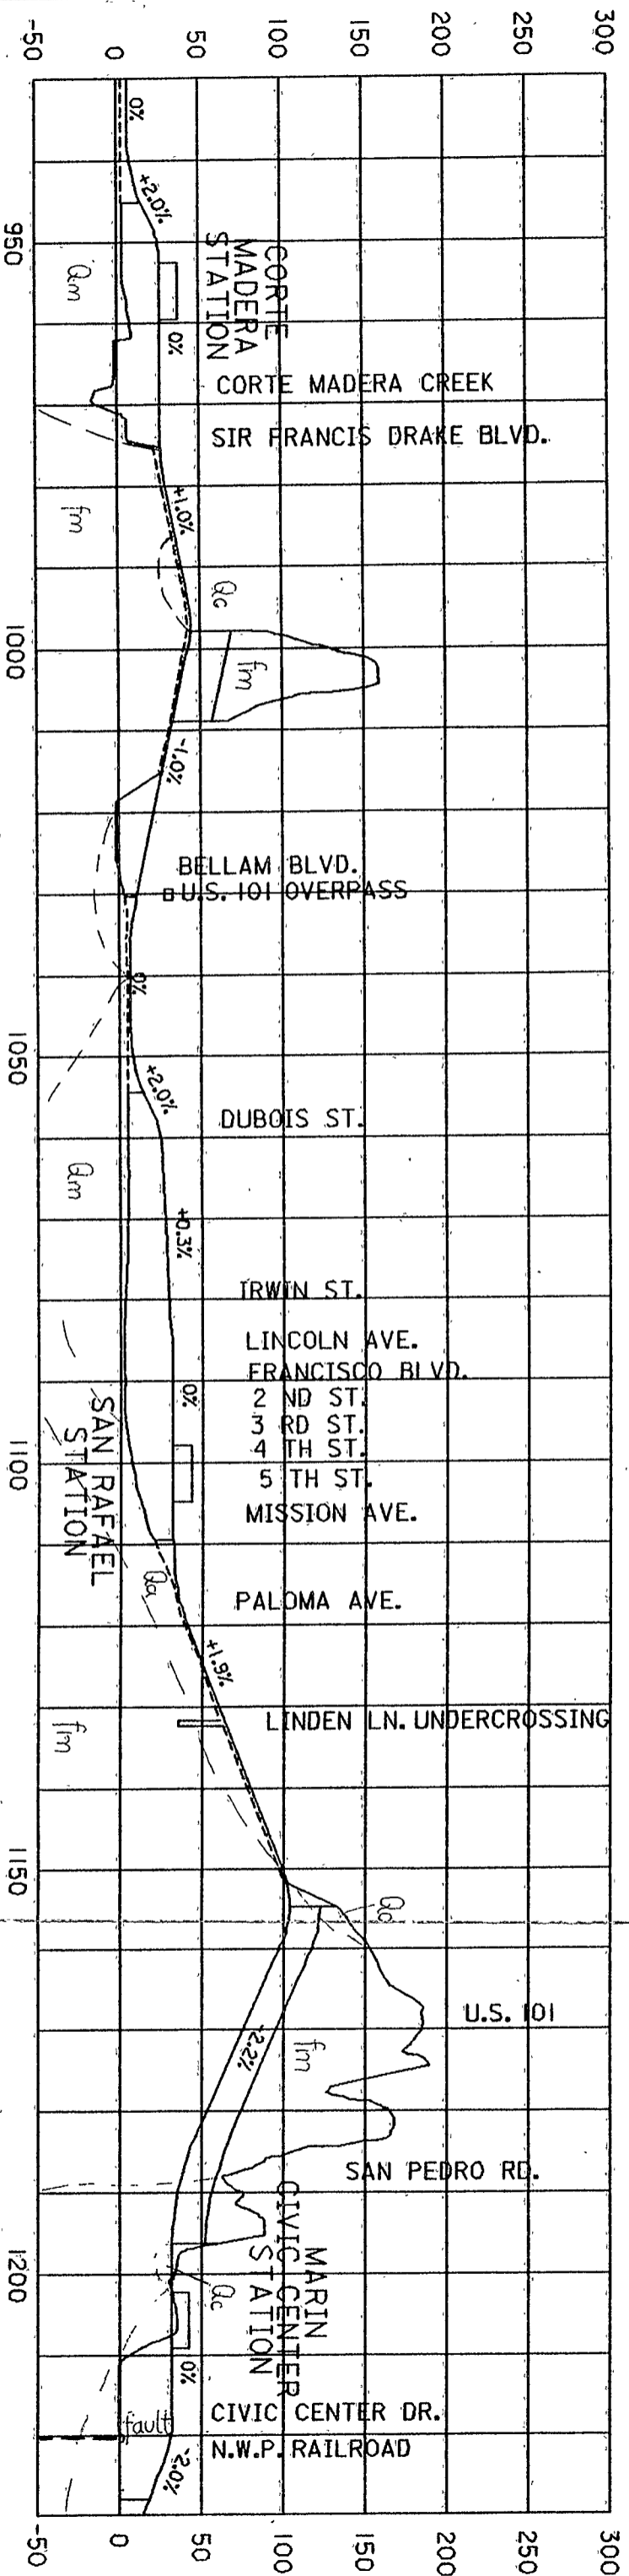 300
250
200
150
100
50
0
-50
300
250
200
150
100
50
0
-50
950
1000
1050
1100
1150
1200
0%
+2.0%
CORTE
MADERA
STATION
0%
Qm
CORTE MADERA CREEK
SIR FRANCIS DRAKE BLVD.
fm
+1.0%
Qc
fm
-1.0%
BELLAM BLVD.
U.S. 101 OVERPASS
0%
+2.0%
DUBOIS ST.
Qm
+0.3%
IRWIN ST.
LINCOLN AVE.
FRANCISCO BLVD.
0%
2 ND ST.
3 RD ST.
4 TH ST.
5 TH ST.
SAN RAFAEL
STATION
MISSION AVE.
Qa
PALOMA AVE.
+1.9%
fm
LINDEN LN. UNDERCROSSING
Qc
U.S. 101
-2.2%
fm
SAN PEDRO RD.
MARIN
CIVIC CENTER
STATION
Qc
0%
CIVIC CENTER DR.
fault
N.W.P. RAILROAD
-2.0%